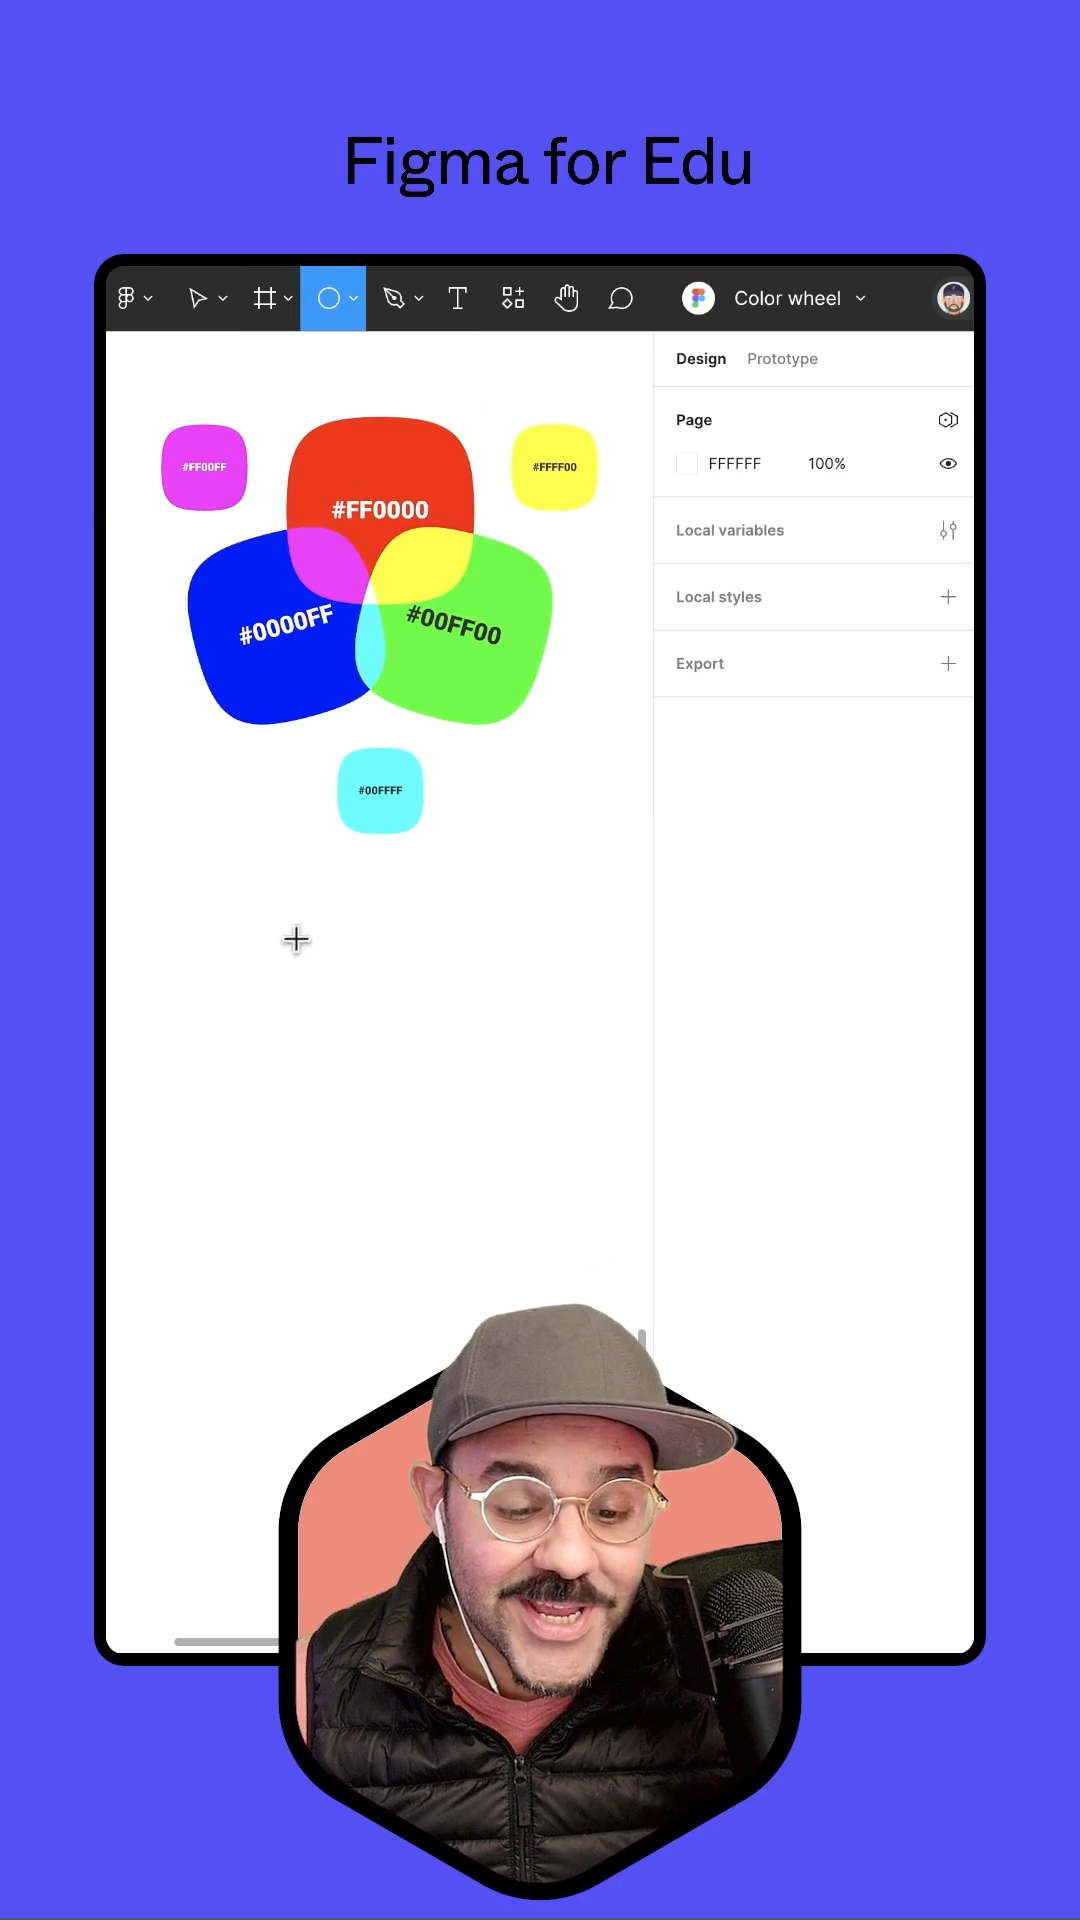 Figma for Edu
Color wheel
Design Prototype
Page
FFFFFF 100%
Local variables
Local styles
Export
#FF00FF
#FF0000
#FFFF00
#0000FF
#00FF00
#00FFFF